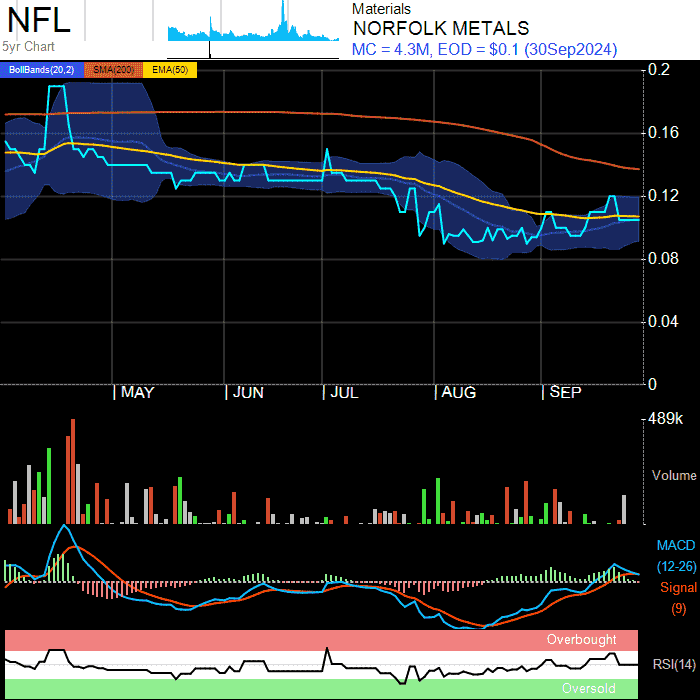 NFL
5yr Chart
Materials
NORFOLK METALS
MC = 4.3M, EOD = $0.1 (30Sep2024)
BollBands(20,2) SMA(200) EMA(50)
0.2
0.16
0.12
0.08
0.04
0
MAY JUN JUL AUG SEP
489k
Volume
MACD
(12-26)
Signal
(9)
Overbought
RSI(14)
Oversold